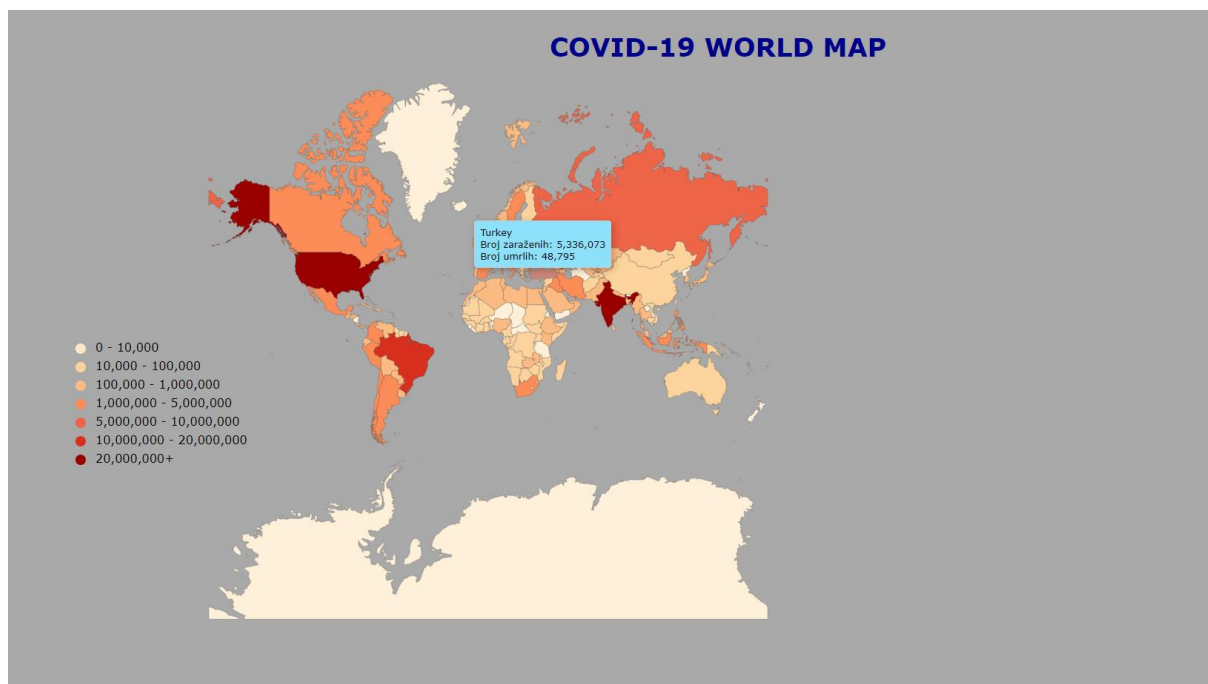 COVID-19 WORLD MAP
Turkey
Broj zaraženih: 5,336,073
Broj umrlih: 48,795
0 - 10,000
10,000 - 100,000
100,000 - 1,000,000
1,000,000 - 5,000,000
5,000,000 - 10,000,000
10,000,000 - 20,000,000
20,000,000+